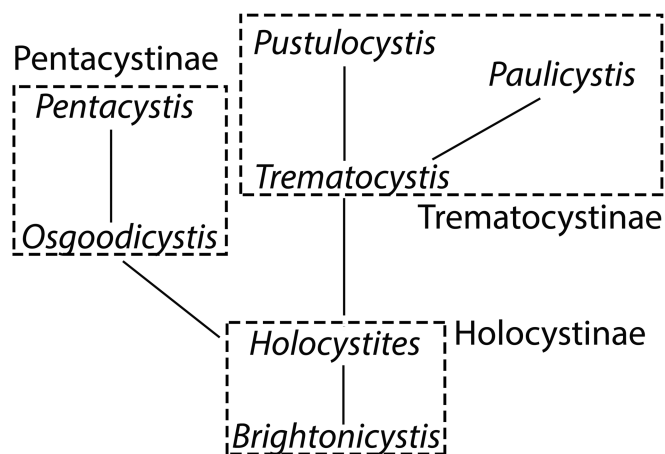 Pentacystinae
Pustulocystis
Paulicystis
Pentacystis
Trematocystis
Trematocystinae
Osgoodicystis
Holocystites
Holocystinae
Brightonicystis